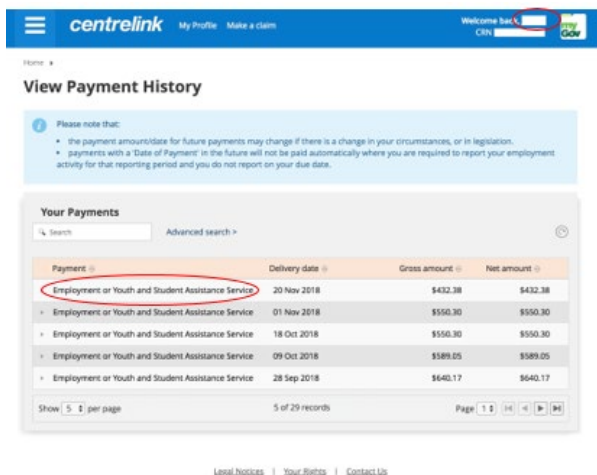 centrelink My Profile Make a claim Welcome back,
CRN
my
Gov
Home
View Payment History
Please note that:
• the payment amount/date for future payments may change if there is a change in your circumstances, or in legislation.
• payments with a 'Date of Payment' in the future will not be paid automatically where you are required to report your employment
activity for that reporting period and you do not report on your due date.
Your Payments
Search Advanced search >
Payment Delivery date Gross amount Net amount
Employment or Youth and Student Assistance Service 20 Nov 2018 $432.38 $432.38
Employment or Youth and Student Assistance Service 01 Nov 2018 $550.30 $550.30
Employment or Youth and Student Assistance Service 18 Oct 2018 $550.30 $550.30
Employment or Youth and Student Assistance Service 09 Oct 2018 $589.05 $589.05
Employment or Youth and Student Assistance Service 28 Sep 2018 $640.17 $640.17
Show 5 per page 5 of 29 records Page 1
Legal Notices | Your Rights | Contact Us